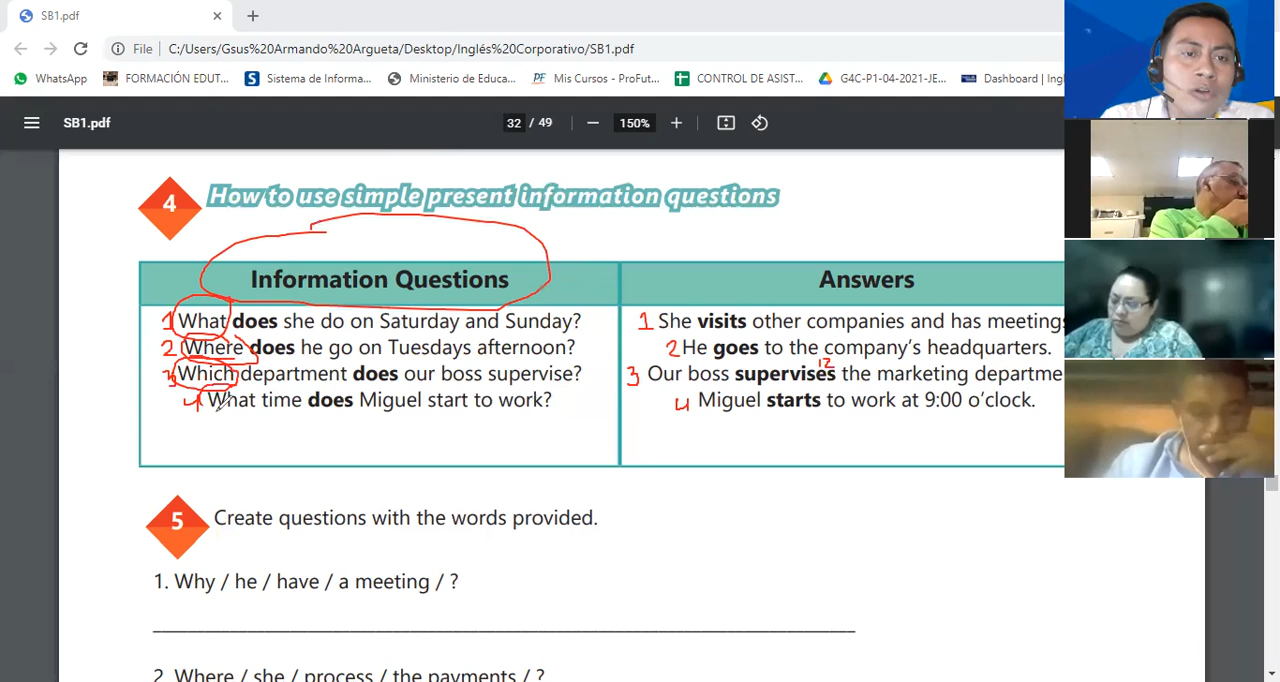 SB1.pdf
File C:/Users/Gsus%20Armando%20Argueta/Desktop/Inglés%20Corporativo/SB1.pdf
WhatsApp FORMACIÓN EDUT... Sistema de Informa... Ministerio de Educa... PF Mis Cursos - ProFut... CONTROL DE ASIST... G4C-P1-04-2021-JE... Dashboard | Ingl
SB1.pdf 32 / 49 150%
4 How to use simple present information questions
Information Questions Answers
1 What does she do on Saturday and Sunday? 1 She visits other companies and has meetings
2 Where does he go on Tuesdays afternoon? 2 He goes to the company's headquarters.
3 Which department does our boss supervise? 3 Our boss supervises the marketing departme
4 What time does Miguel start to work? 4 Miguel starts to work at 9:00 o'clock.
5 Create questions with the words provided.
1. Why / he / have / a meeting / ?
2. Where / she / process / the payments / ?